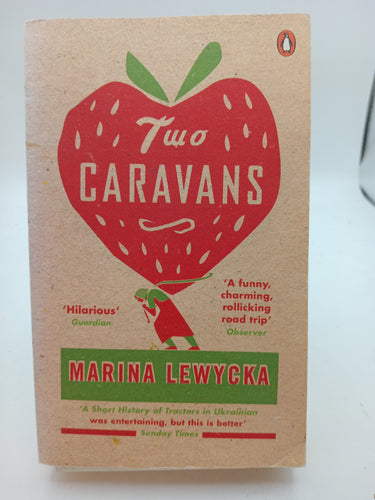 Two
CARAVANS
'Hilarious'
Guardian
'A funny,
charming,
rollicking
road trip'
Observer
MARINA LEWYCKA
'A Short History of Tractors in Ukrainian
was entertaining, but this is better'
Sunday Times